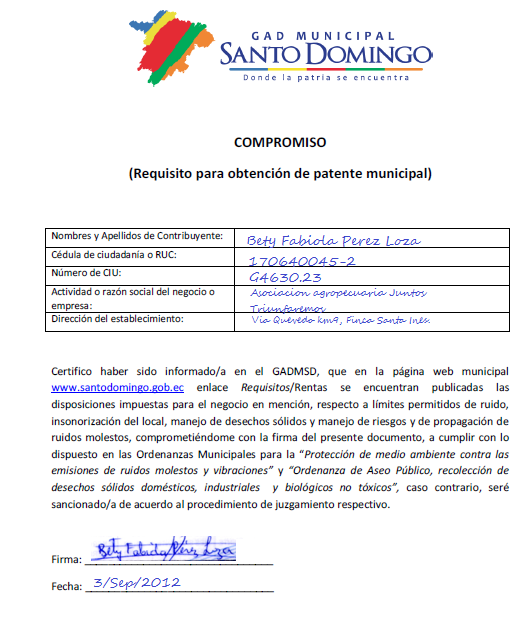 GAD MUNICIPAL
SANTO DOMINGO
Donde la patria se encuentra
COMPROMISO
(Requisito para obtención de patente municipal)
Nombres y Apellidos de Contribuyente: Bety Fabiola Perez Loza
Cédula de ciudadanía o RUC: 170640045-2
Número de CIU: G4630.23
Actividad o razón social del negocio o empresa: Asociacion agropecuaria Juntos Triunfaremos
Dirección del establecimiento: Via Quevedo km9, Finca Santa Ines.
Certifico haber sido informado/a en el GADMSD, que en la página web municipal
www.santodomingo.gob.ec enlace Requisitos/Rentas se encuentran publicadas las
disposiciones impuestas para el negocio en mención, respecto a límites permitidos de ruido,
insonorización del local, manejo de desechos sólidos y manejo de riesgos y de propagación de
ruidos molestos, comprometiéndome con la firma del presente documento, a cumplir con lo
dispuesto en las Ordenanzas Municipales para la “Protección de medio ambiente contra las
emisiones de ruidos molestos y vibraciones” y “Ordenanza de Aseo Público, recolección de
desechos sólidos domésticos, industriales y biológicos no tóxicos”, caso contrario, seré
sancionado/a de acuerdo al procedimiento de juzgamiento respectivo.
Firma: Bety Fabiola Pérez Loza
Fecha: 3/Sep/2012